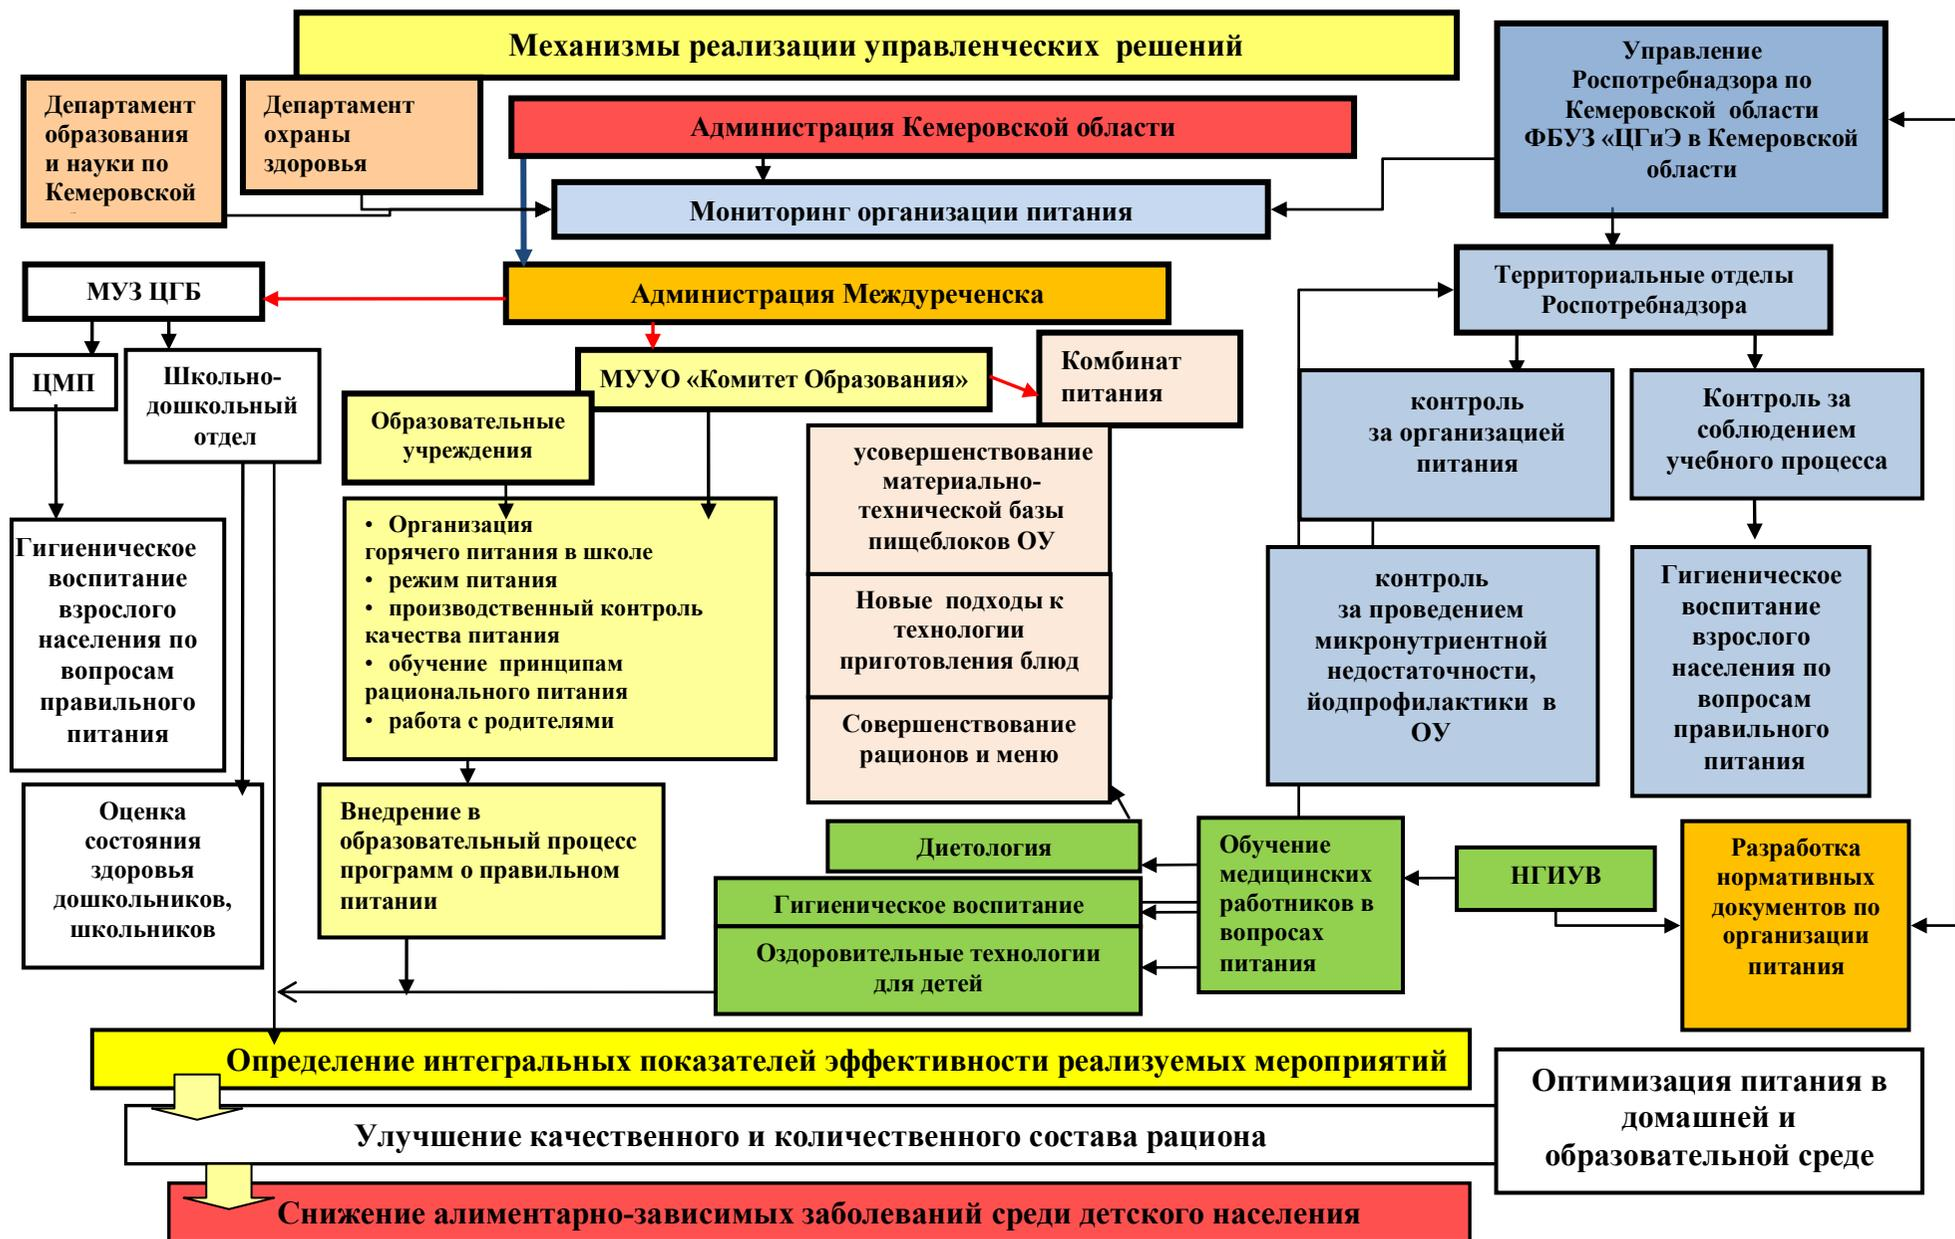 Механизмы реализации управленческих решений
Управление
Роспотребнадзора по
Кемеровской области
ФБУЗ «ЦГиЭ в Кемеровской
области
Департамент
образования
и науки по
Кемеровской
Департамент
охраны
здоровья
Администрация Кемеровской области
Мониторинг организации питания
МУЗ ЦГБ
Администрация Междуреченска
Территориальные отделы
Роспотребнадзора
ЦМП
Школьно-
дошкольный
отдел
МУУО «Комитет Образования»
Комбинат
питания
Образовательные
учреждения
контроль
за организацией
питания
Контроль за
соблюдением
учебного процесса
усовершенствование
материально-
технической базы
пищеблоков ОУ
Гигиеническое
воспитание
взрослого
населения по
вопросам
правильного
питания
• Организация
горячего питания в школе
• режим питания
• производственный контроль
качества питания
• обучение принципам
рационального питания
• работа с родителями
Новые подходы к
технологии
приготовления блюд
Совершенствование
рационов и меню
контроль
за проведением
микронутриентной
недостаточности,
йодпрофилактики в
ОУ
Гигиеническое
воспитание
взрослого
населения по
вопросам
правильного
питания
Оценка
состояния
здоровья
дошкольников,
школьников
Внедрение в
образовательный процесс
программ о правильном
питании
Диетология
Гигиеническое воспитание
Оздоровительные технологии
для детей
Обучение
медицинских
работников в
вопросах
питания
НГИУВ
Разработка
нормативных
документов по
организации
питания
Определение интегральных показателей эффективности реализуемых мероприятий
Оптимизация питания в
домашней и
образовательной среде
Улучшение качественного и количественного состава рациона
Снижение алиментарно-зависимых заболеваний среди детского населения